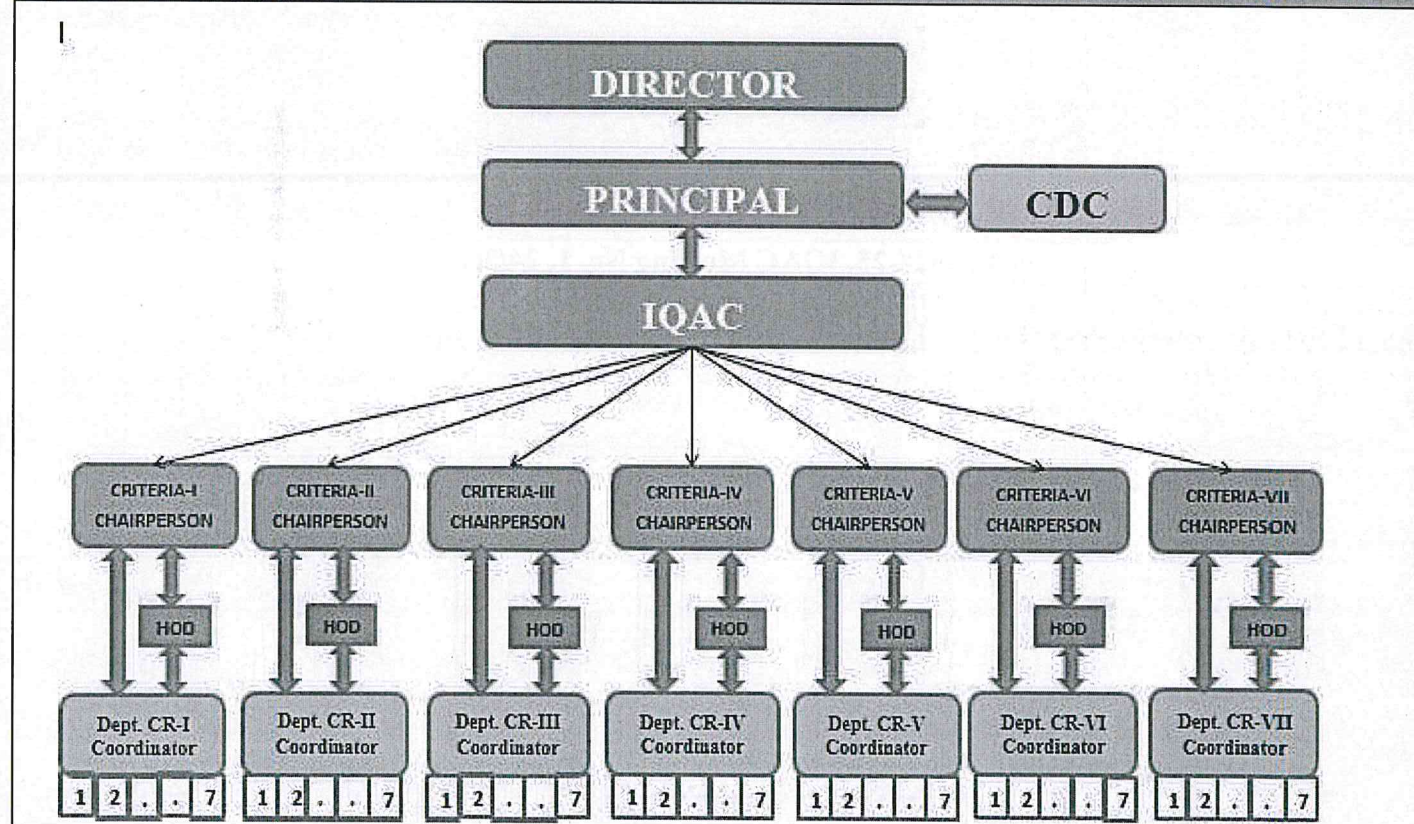 DIRECTOR
PRINCIPAL
CDC
IQAC
CRITERIA-I
CHAIRPERSON
CRITERIA-II
CHAIRPERSON
CRITERIA-III
CHAIRPERSON
CRITERIA-IV
CHAIRPERSON
CRITERIA-V
CHAIRPERSON
CRITERIA-VI
CHAIRPERSON
CRITERIA-VII
CHAIRPERSON
HOD
HOD
HOD
HOD
HOD
HOD
HOD
Dept. CR-I
Coordinator
Dept. CR-II
Coordinator
Dept. CR-III
Coordinator
Dept. CR-IV
Coordinator
Dept. CR-V
Coordinator
Dept. CR-VI
Coordinator
Dept. CR-VII
Coordinator
1 2 . . 7
1 2 . . 7
1 2 . . 7
1 2 . . 7
1 2 . . 7
1 2 . . 7
1 2 . . 7